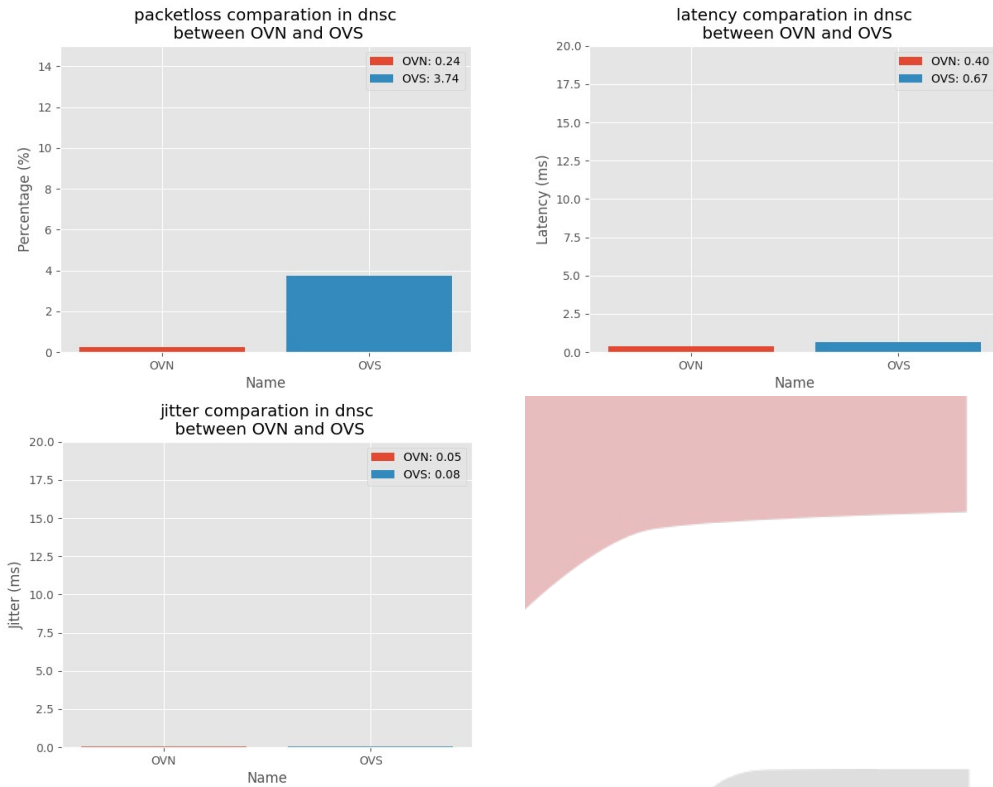 packetloss comparation in dnsc
between OVN and OVS
OVN: 0.24
OVS: 3.74
14
12
10
8
6
4
2
0
Percentage (%)
OVN
OVS
Name
latency comparation in dnsc
between OVN and OVS
OVN: 0.40
OVS: 0.67
20.0
17.5
15.0
12.5
10.0
7.5
5.0
2.5
0.0
Latency (ms)
OVN
OVS
Name
jitter comparation in dnsc
between OVN and OVS
OVN: 0.05
OVS: 0.08
20.0
17.5
15.0
12.5
10.0
7.5
5.0
2.5
0.0
Jitter (ms)
OVN
OVS
Name